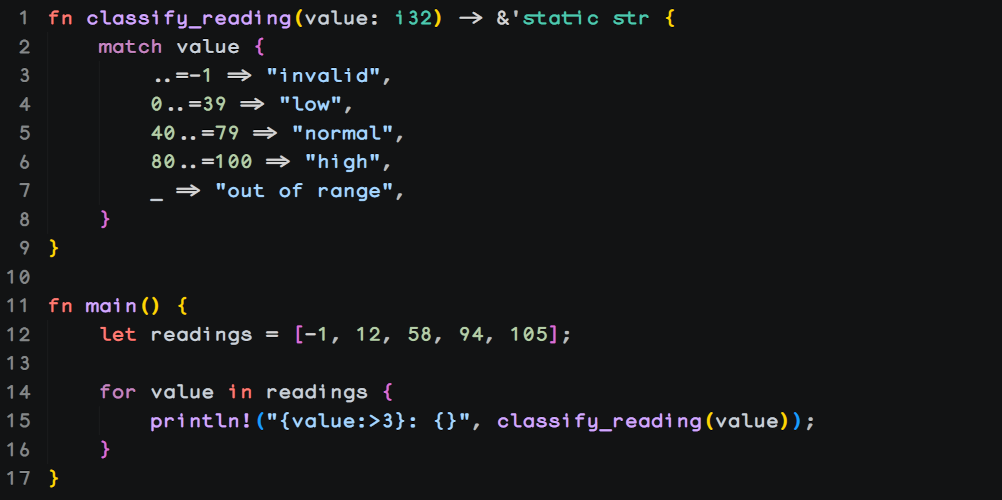 1 fn classify_reading(value: i32) -> &'static str {
2     match value {
3         ..=-1 => "invalid",
4         0..=39 => "low",
5         40..=79 => "normal",
6         80..=100 => "high",
7         _ => "out of range",
8     }
9 }
10
11 fn main() {
12     let readings = [-1, 12, 58, 94, 105];
13
14     for value in readings {
15         println!("{value:>3}: {}", classify_reading(value));
16     }
17 }